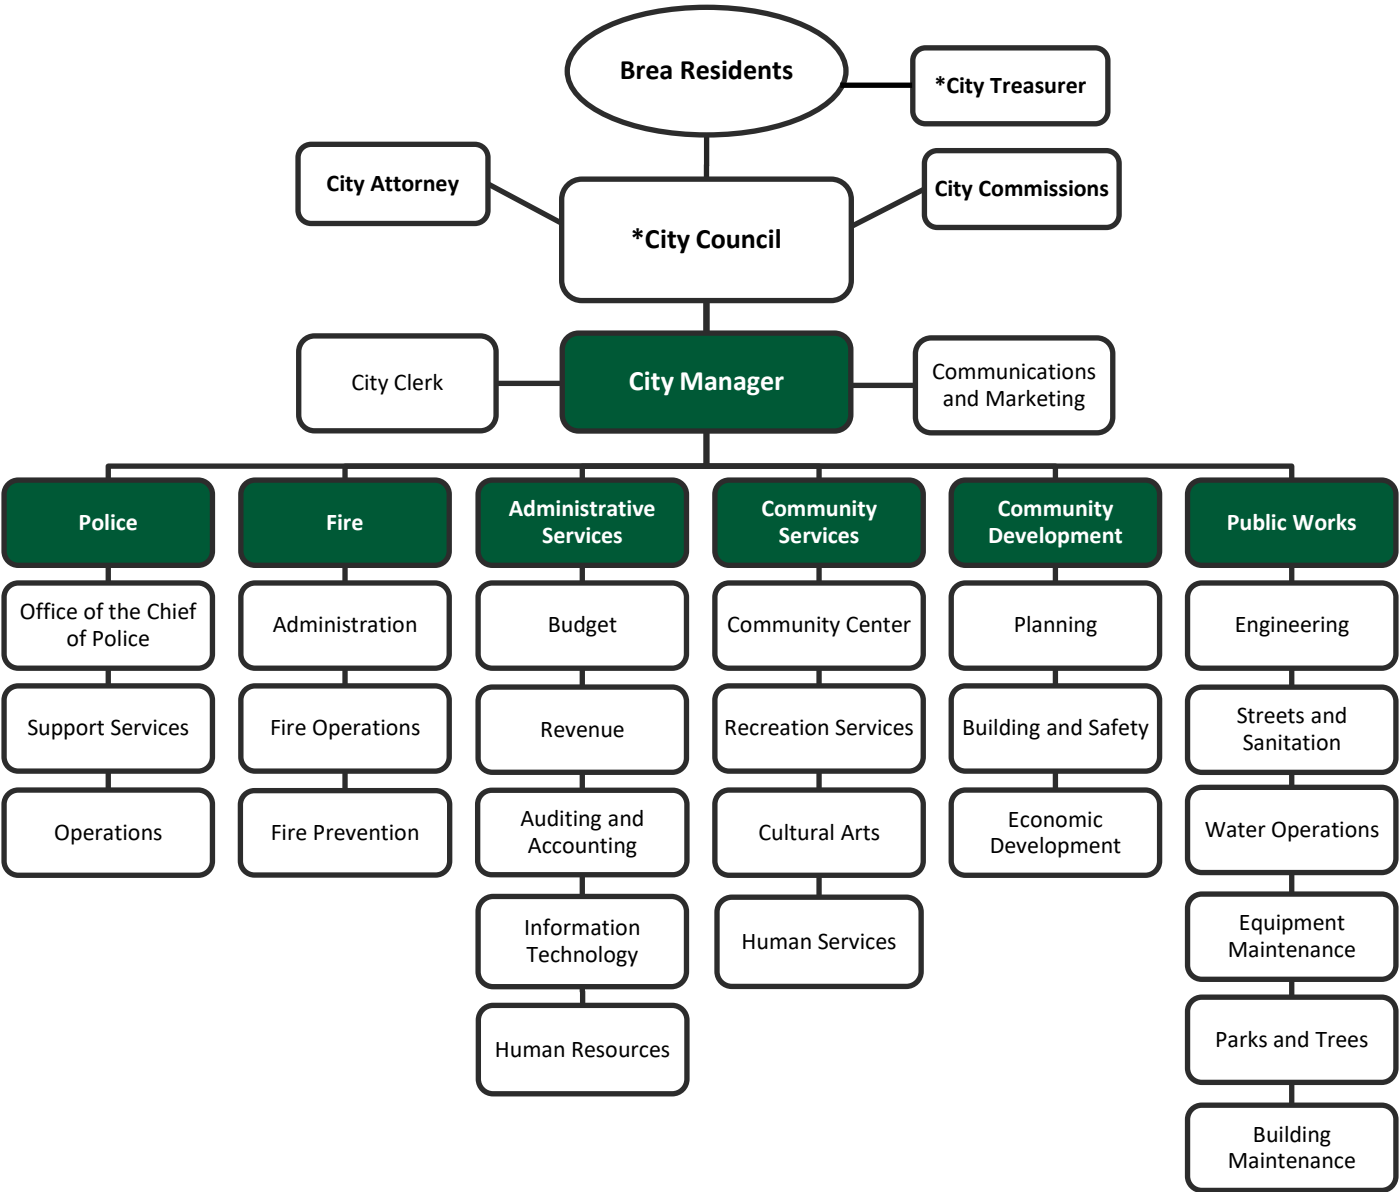 Brea Residents
*City Treasurer
City Attorney
City Commissions
*City Council
City Clerk
City Manager
Communications
and Marketing
Police
Fire
Administrative
Services
Community
Services
Community
Development
Public Works
Office of the Chief
of Police
Administration
Budget
Community Center
Planning
Engineering
Support Services
Fire Operations
Revenue
Recreation Services
Building and Safety
Streets and
Sanitation
Operations
Fire Prevention
Auditing and
Accounting
Cultural Arts
Economic
Development
Water Operations
Information
Technology
Human Services
Equipment
Maintenance
Human Resources
Parks and Trees
Building
Maintenance